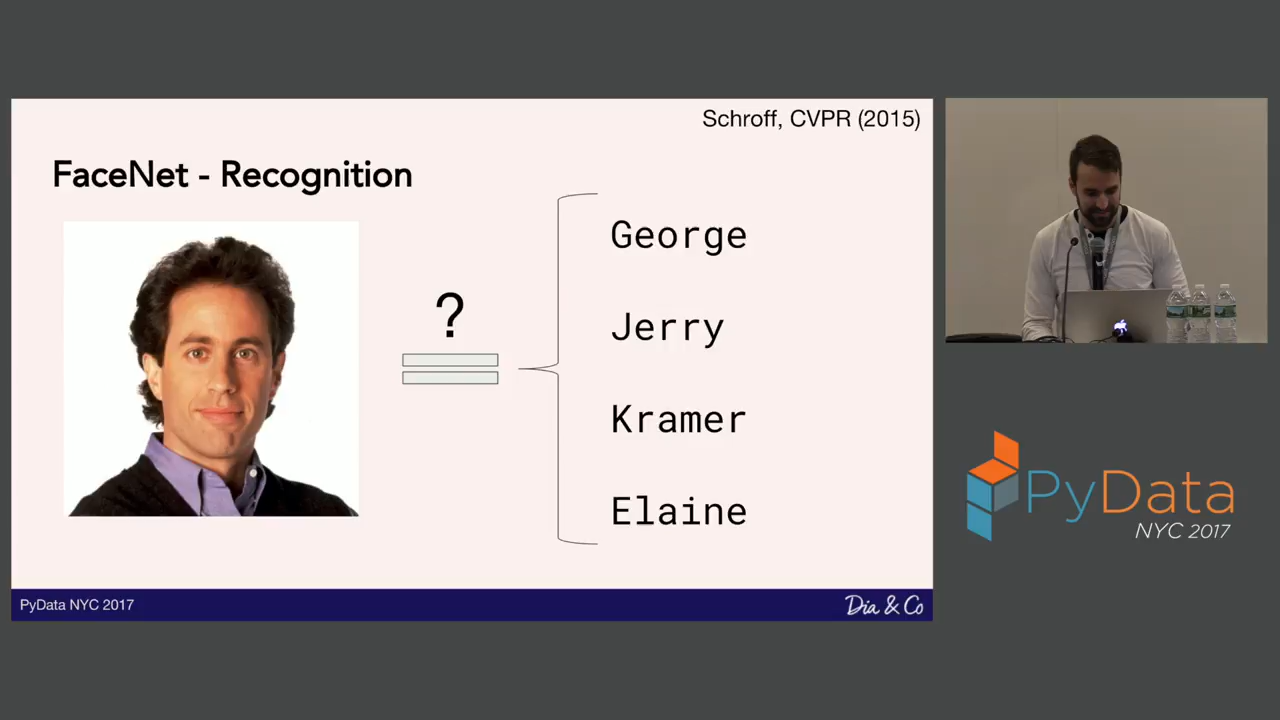 Schroff, CVPR (2015)
FaceNet - Recognition
?
George
Jerry
Kramer
Elaine
PyData NYC 2017
Dia & Co
PyData
NYC 2017